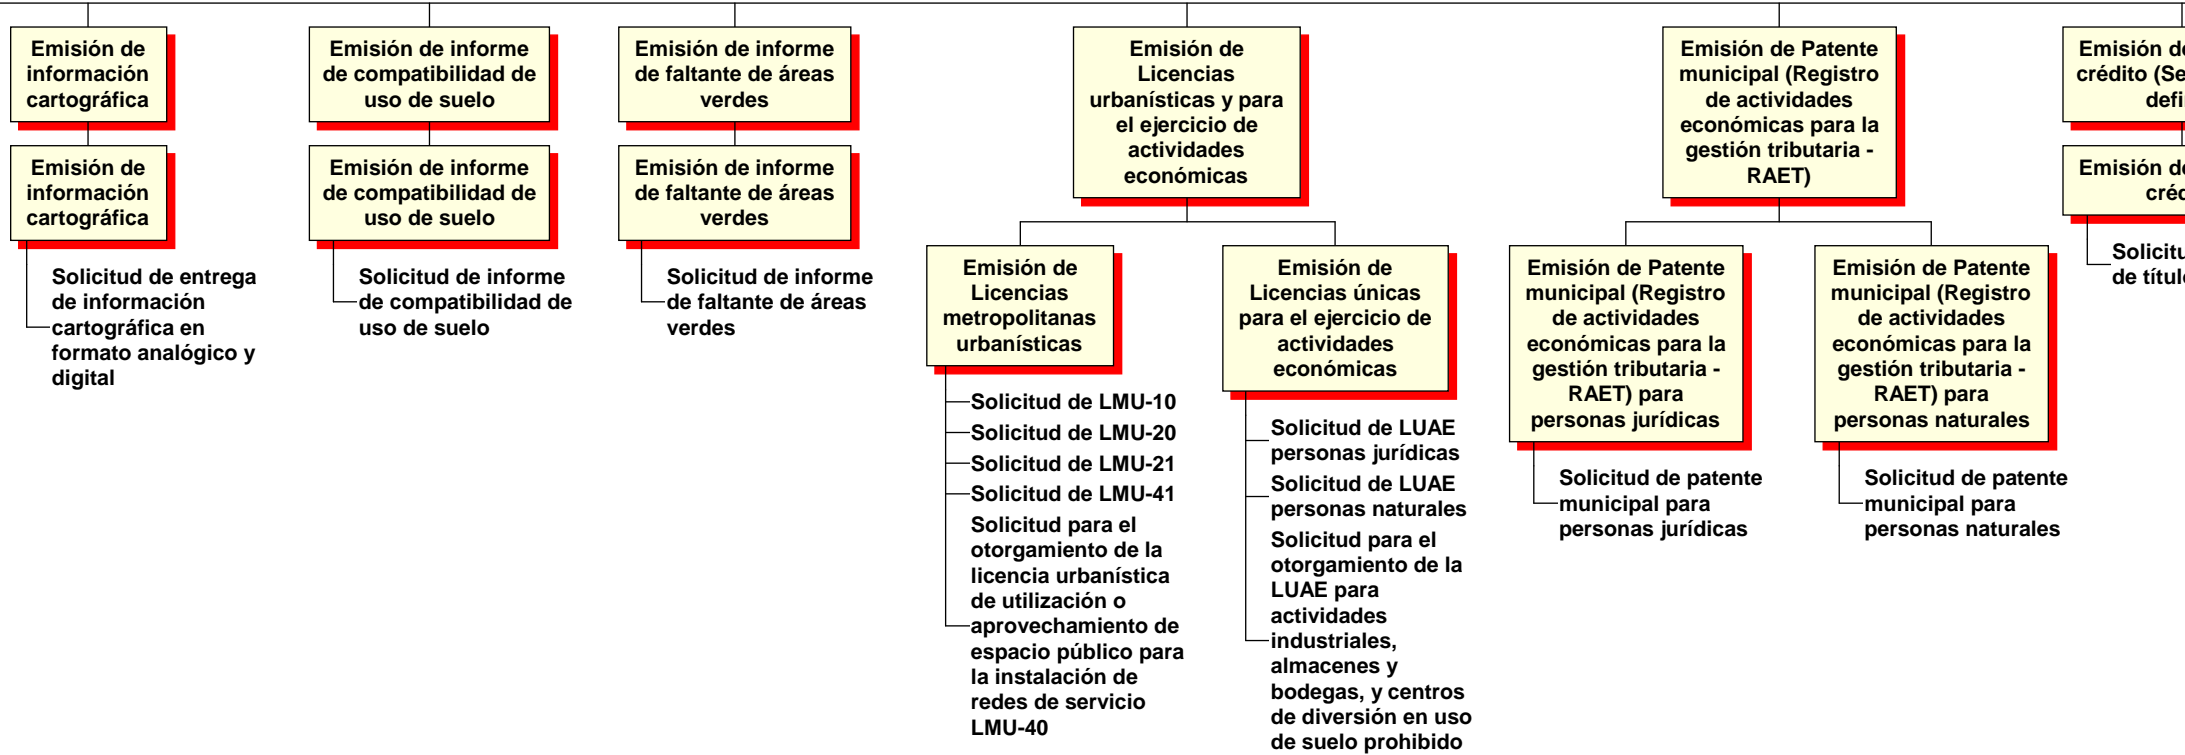 Emisión de
información
cartográfica
Emisión de informe
de compatibilidad de
uso de suelo
Emisión de informe
de faltante de áreas
verdes
Emisión de
Licencias
urbanísticas y para
el ejercicio de
actividades
económicas
Emisión de Patente
municipal (Registro
de actividades
económicas para la
gestión tributaria -
RAET)
Emisión
crédito
Emisión de
información
cartográfica
Emisión de informe
de compatibilidad de
uso de suelo
Emisión de informe
de faltante de áreas
verdes
Emisión
Solicitud de entrega
de información
cartográfica en
formato analógico y
digital
Solicitud de informe
de compatibilidad de
uso de suelo
Solicitud de informe
de faltante de áreas
verdes
Emisión de
Licencias
metropolitanas
urbanísticas
Solicitud de LMU-10
Solicitud de LMU-20
Solicitud de LMU-21
Solicitud de LMU-41
Solicitud para el
otorgamiento de la
licencia urbanística
de utilización o
aprovechamiento de
espacio público para
la instalación de
redes de servicio
LMU-40
Emisión de
Licencias únicas
para el ejercicio de
actividades
económicas
Solicitud de LUAE
personas jurídicas
Solicitud de LUAE
personas naturales
Solicitud para el
otorgamiento de la
LUAE para
actividades
industriales,
almacenes y
bodegas, y centros
de diversión en uso
de suelo prohibido
Emisión de Patente
municipal (Registro
de actividades
económicas para la
gestión tributaria -
RAET) para
personas jurídicas
Solicitud de patente
municipal para
personas jurídicas
Emisión de Patente
municipal (Registro
de actividades
económicas para la
gestión tributaria -
RAET) para
personas naturales
Solicitud de patente
municipal para
personas naturales
de